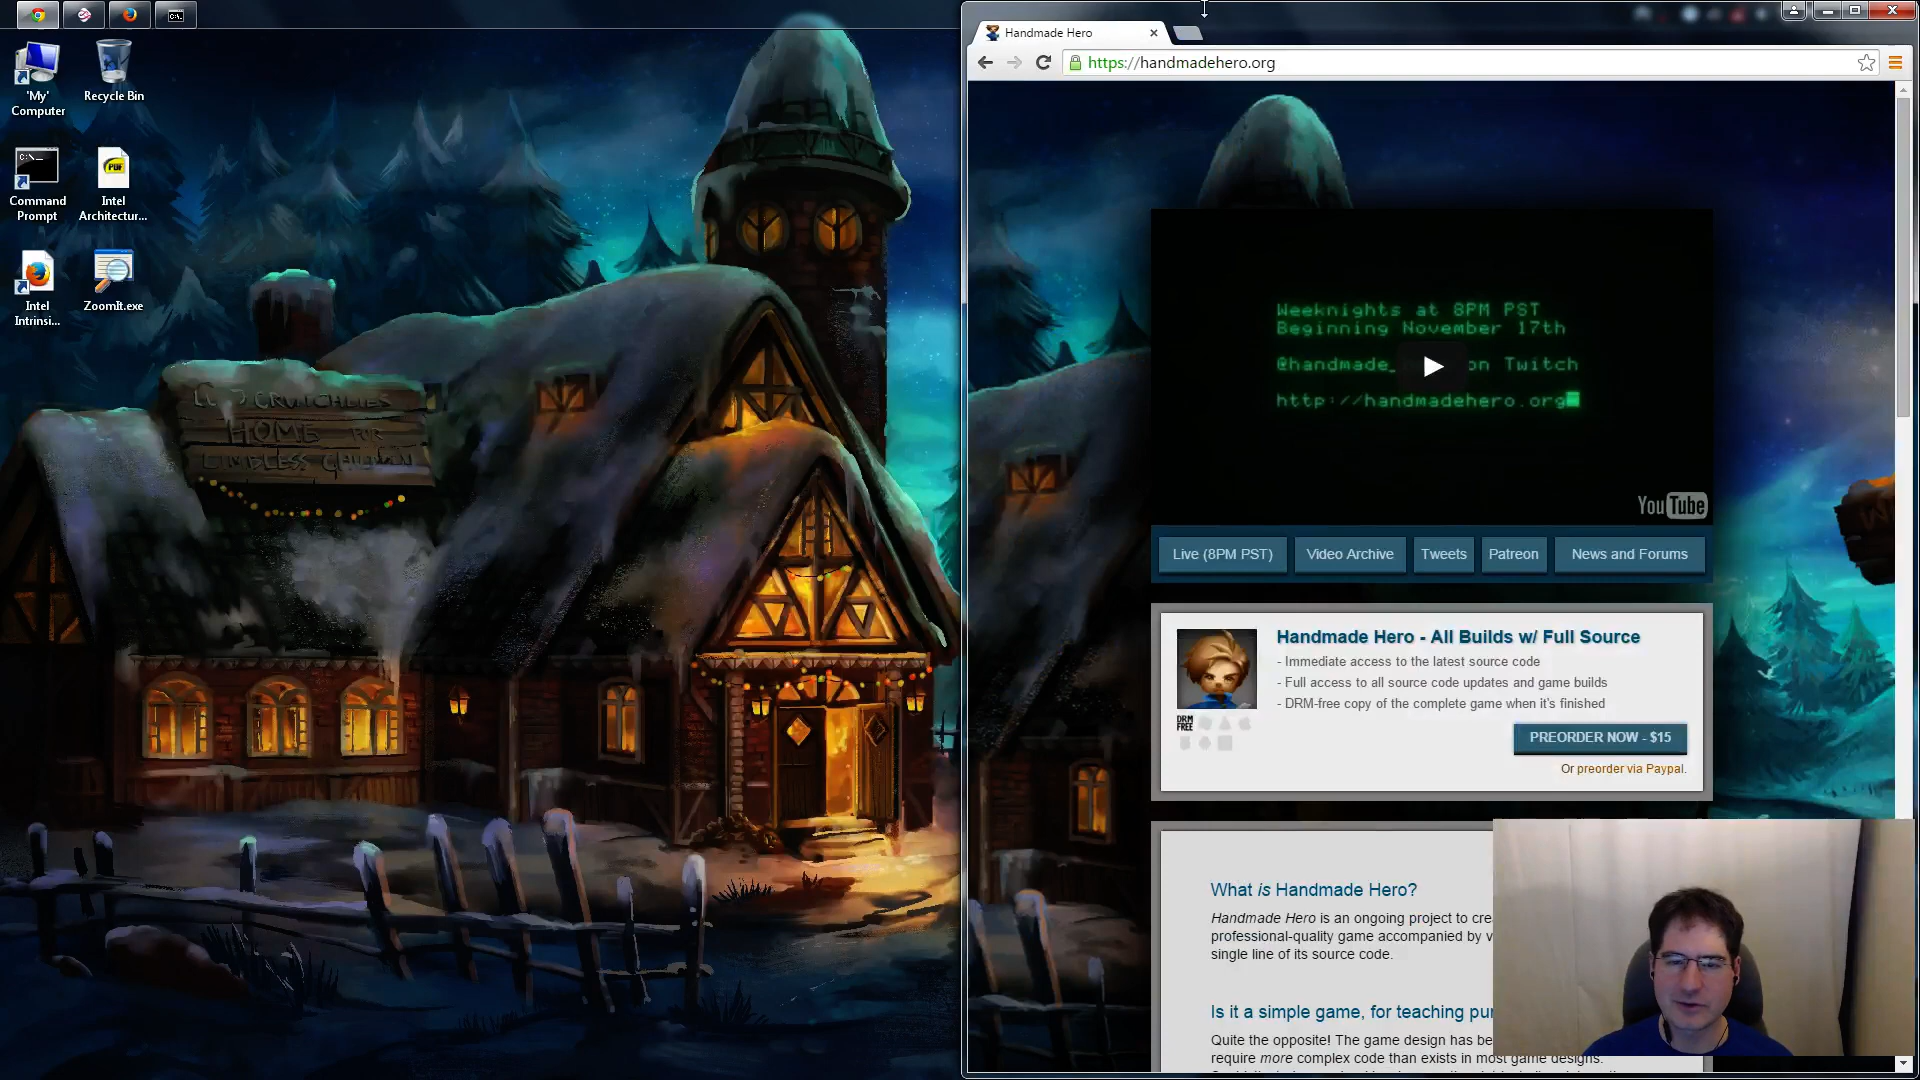 'My'
Computer
Recycle Bin
Command
Prompt
Intel
Architectur...
Intel
Intrinsi...
ZoomIt.exe
HOME FOR
Handmade Hero
https://handmadehero.org
Weeknights at 8PM PST
Beginning November 17th
@handmade_ on Twitch
http://handmadehero.org
YouTube
Live (8PM PST)
Video Archive
Tweets
Patreon
News and Forums
Handmade Hero - All Builds w/ Full Source
- Immediate access to the latest source code
- Full access to all source code updates and game builds
- DRM-free copy of the complete game when it's finished
DRM
FREE
PREORDER NOW - $15
Or preorder via Paypal.
What is Handmade Hero?
Handmade Hero is an ongoing project to cre
professional-quality game accompanied by v
single line of its source code.
Is it a simple game, for teaching pur
Quite the opposite! The game design has be
require more complex code than exists in most game designs.